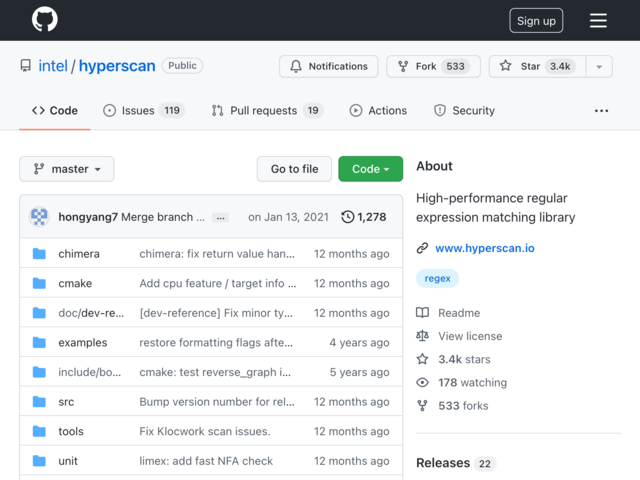 Sign up
intel / hyperscan Public
Notifications
Fork 533
Star 3.4k
Code
Issues 119
Pull requests 19
Actions
Security
...
master
Go to file
Code
hongyang7 Merge branch ... ... on Jan 13, 2021 1,278
chimera chimera: fix return value han... 12 months ago
cmake Add cpu feature / target info ... 12 months ago
doc/dev-re... [dev-reference] Fix minor ty... 12 months ago
examples restore formatting flags afte... 4 years ago
include/bo... cmake: test reverse_graph i... 5 years ago
src Bump version number for rel... 12 months ago
tools Fix Klocwork scan issues. 12 months ago
unit limex: add fast NFA check 12 months ago
About
High-performance regular
expression matching library
www.hyperscan.io
regex
Readme
View license
3.4k stars
178 watching
533 forks
Releases 22